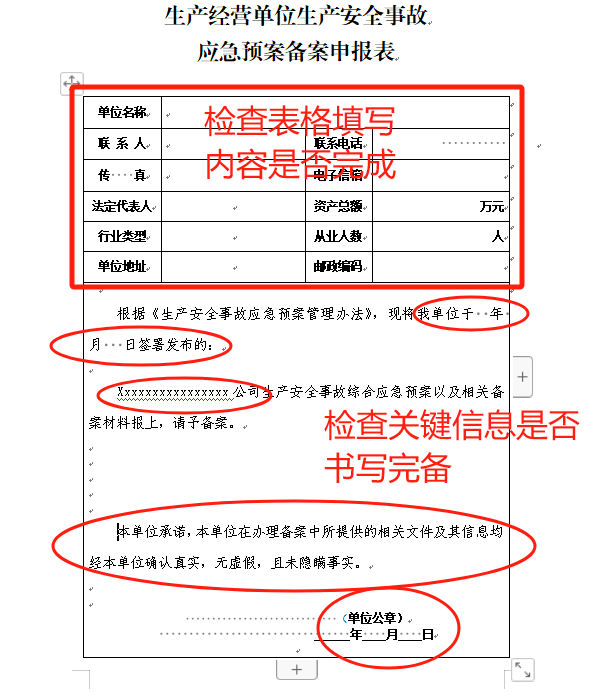 生产经营单位生产安全事故
应急预案备案申报表
单位名称
检查表格填写
联系人 联系电话
内容是否完成
传 真 电子信箱
法定代表人 资产总额 万元
行业类型 从业人数 人
单位地址 邮政编码
根据《生产安全事故应急预案管理办法》，现将我单位于 年
月 日签署发布的：
Xxxxxxxxxxxxxxxx公司生产安全事故综合应急预案以及相关备
案材料报上，请予备案。
检查关键信息是否
书写完备
本单位承诺，本单位在办理备案中所提供的相关文件及其信息均
经本单位确认真实，无虚假，且未隐瞒事实。
（单位公章）
____年___月___日